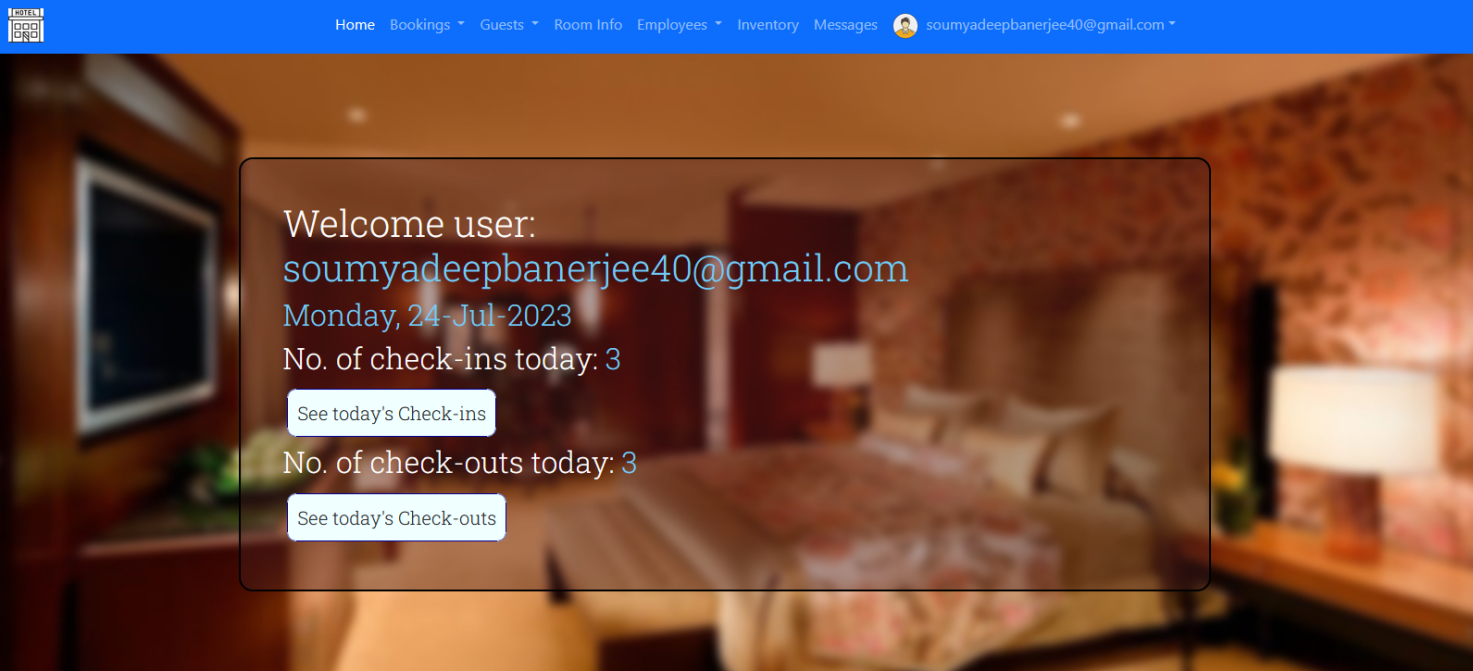 HOTEL
Home Bookings Guests Room Info Employees Inventory Messages soumyadeepbanerjee40@gmail.com
Welcome user:
soumyadeepbanerjee40@gmail.com
Monday, 24-Jul-2023
No. of check-ins today: 3
See today's Check-ins
No. of check-outs today: 3
See today's Check-outs